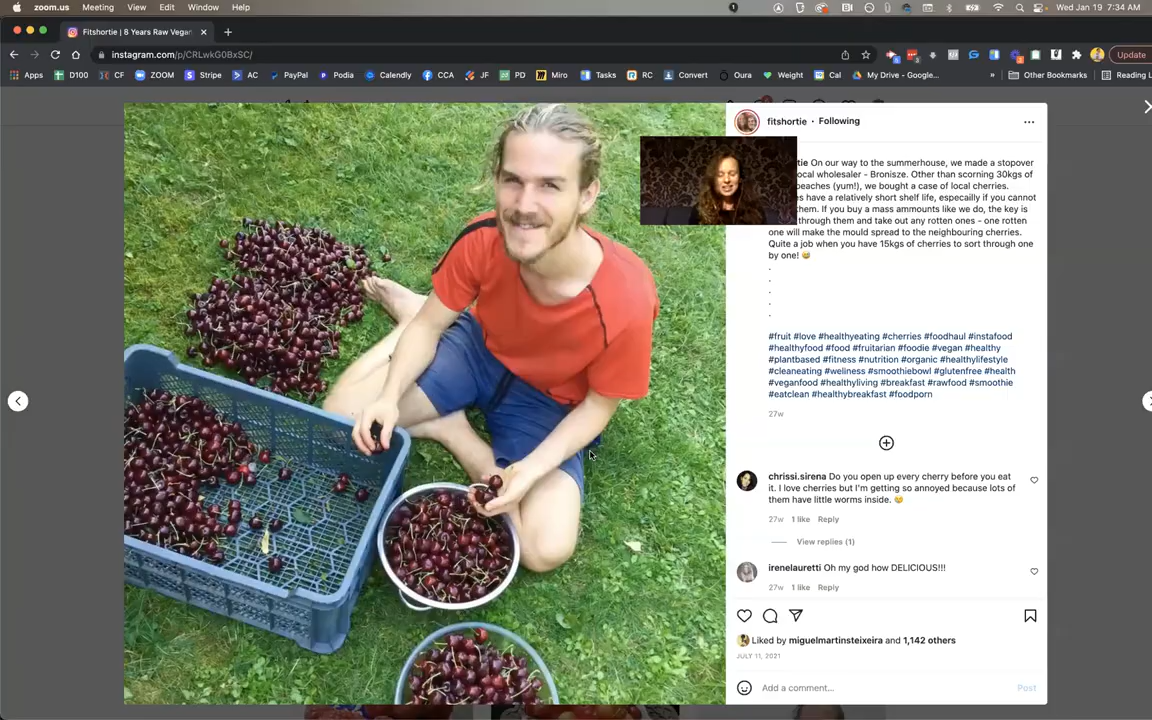 zoom.us Meeting View Edit Window Help
Wed Jan 19 7:34 AM
Fitshortie | 8 Years Raw Vegan
instagram.com/p/CRLwkG0BxSC/
Update
Apps D100 CF ZOOM Stripe AC PayPal Podia Calendly CCA JF PD Miro Tasks RC Convert Oura Weight Cal My Drive - Google... » Other Bookmarks Reading L
fitshortie · Following
tie On our way to the summerhouse, we made a stopover
ocal wholesaler - Bronisze. Other than scorning 30kgs of
peaches (yum!), we bought a case of local cherries.
es have a relatively short shelf life, especially if you cannot
them. If you buy a mass ammounts like we do, the key is
through them and take out any rotten ones - one rotten
one will make the mould spread to the neighbouring cherries.
Quite a job when you have 15kgs of cherries to sort through one
by one! 😅
.
.
.
.
.
#fruit #love #healthyeating #cherries #foodhaul #instafood
#healthyfood #food #fruitarian #foodie #vegan #healthy
#plantbased #fitness #nutrition #organic #healthylifestyle
#cleaneating #weliness #smoothiebowl #glutenfree #health
#veganfood #healthyliving #breakfast #rawfood #smoothie
#eatclean #healthybreakfast #foodporn
27w
chrissi.sirena Do you open up every cherry before you eat
it. I love cherries but I'm getting so annoyed because lots of
them have little worms inside. 😔
27w 1 like Reply
View replies (1)
irenelauretti Oh my god how DELICIOUS!!!
27w 1 like Reply
Liked by miguelmartinsteixeira and 1,142 others
JULY 11, 2021
Add a comment...
Post